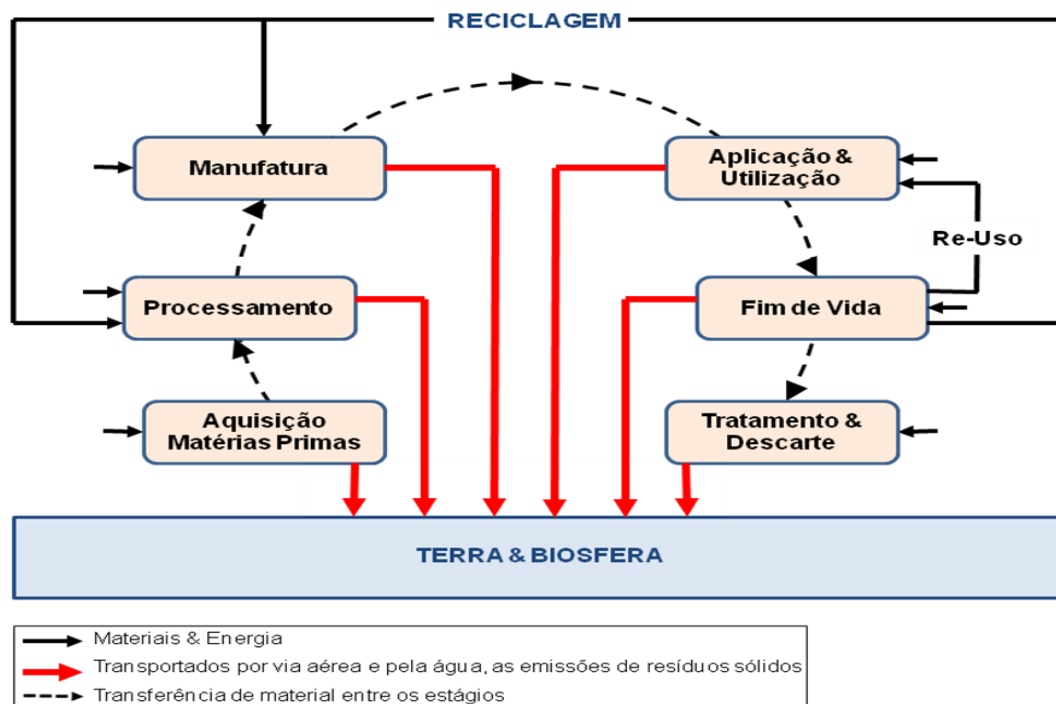 RECICLAGEM
Manufatura
Aplicação &
Utilização
Re-Uso
Processamento
Fim de Vida
Aquisição
Matérias Primas
Tratamento &
Descarte
TERRA & BIOSFERA
Materiais & Energia
Transportados por via aérea e pela água, as emissões de resíduos sólidos
Transferência de material entre os estágios